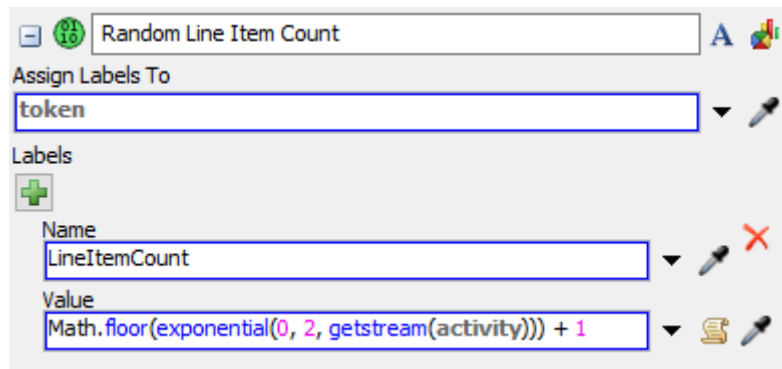 Random Line Item Count
A
Assign Labels To
token
Labels
Name
LineItemCount
Value
Math.floor(exponential(0, 2, getstream(activity))) + 1